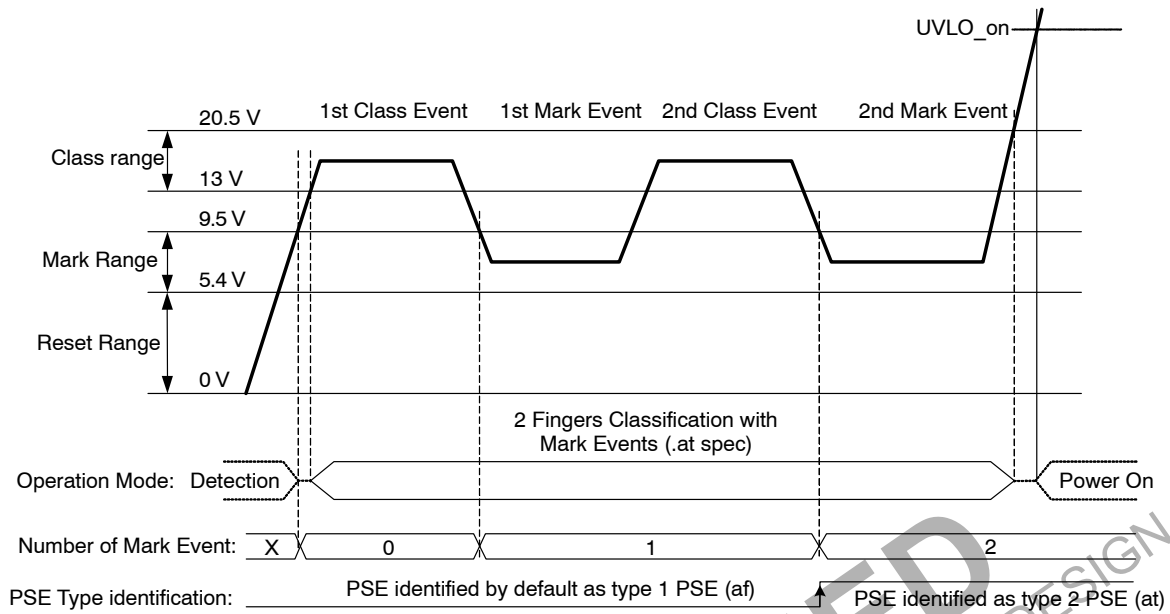 UVLO_on
20.5 V
1st Class Event
1st Mark Event
2nd Class Event
2nd Mark Event
Class range
13 V
9.5 V
Mark Range
5.4 V
Reset Range
0 V
2 Fingers Classification with
Mark Events (.at spec)
Operation Mode: Detection
Power On
Number of Mark Event: X 0 1 2
PSE Type identification: PSE identified by default as type 1 PSE (af) PSE identified as type 2 PSE (at)
DESIGN